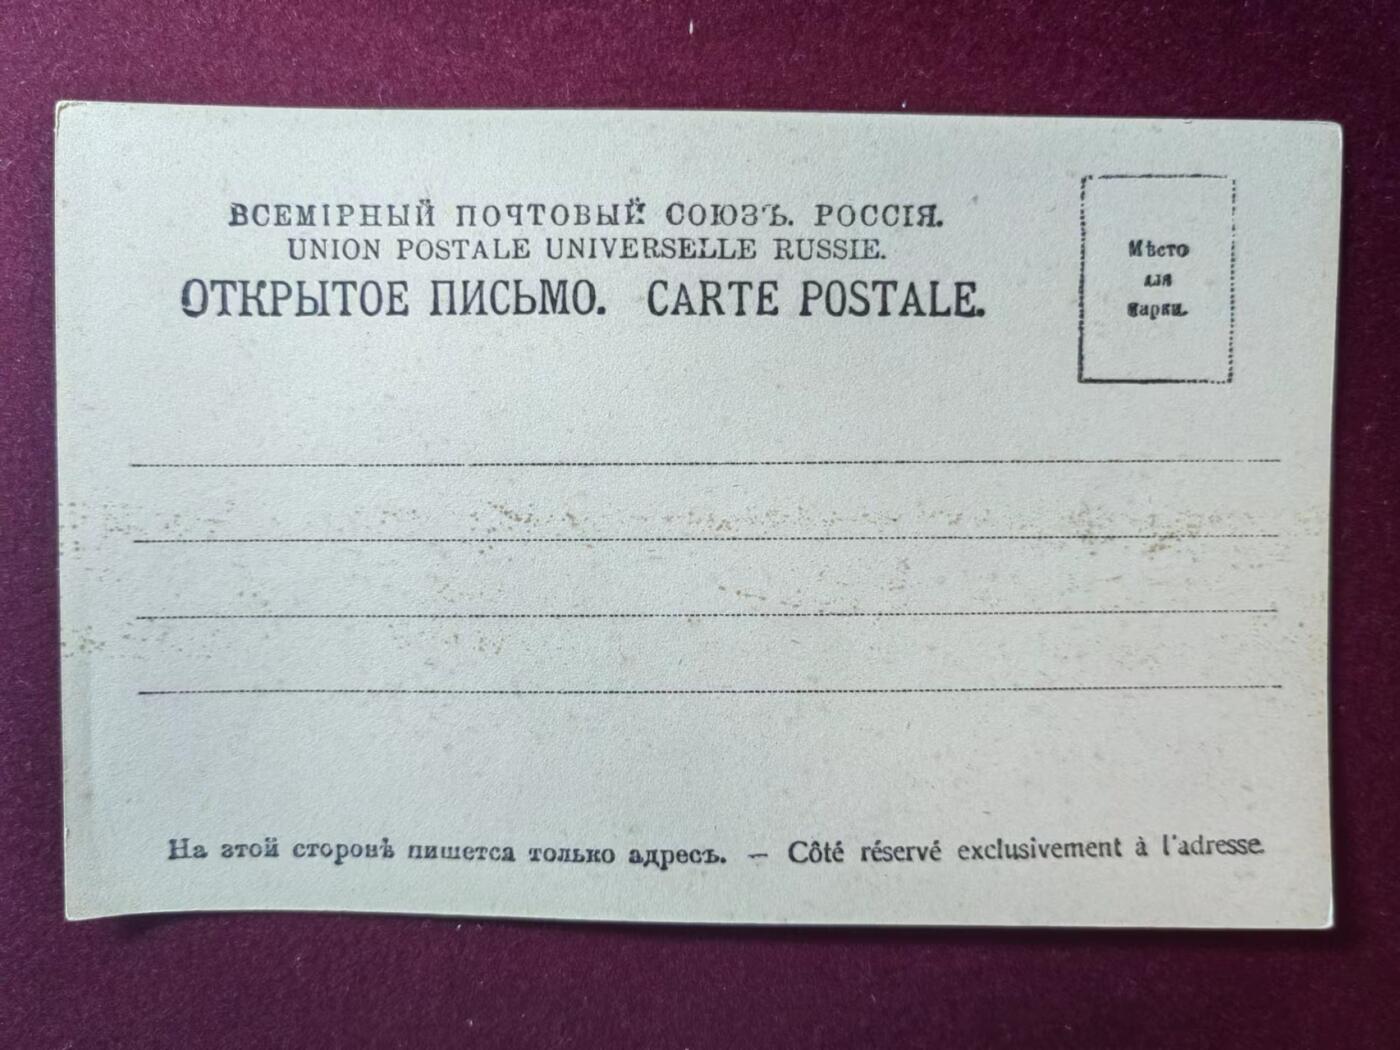 ВСЕМІРНЫЙ ПОЧТОВЫЙ СОЮЗЪ. РОССІЯ.
UNION POSTALE UNIVERSELLE RUSSIE.
ОТКРЫТОЕ ПИСЬМО. CARTE POSTALE.
Мѣсто
для
марки.
На этой сторонѣ пишется только адресъ. — Côté réservé exclusivement à l'adresse.